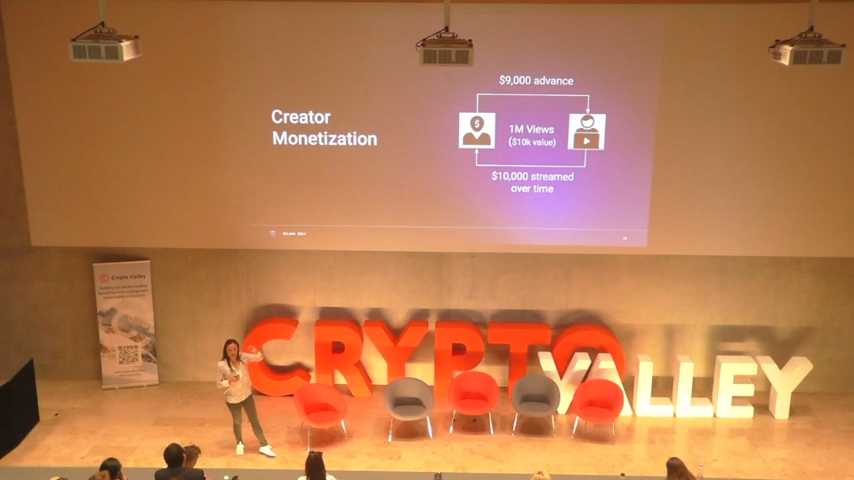 $9,000 advance
Creator
Monetization
1M Views
($10k value)
$
$10,000 streamed
over time
Crypto Valley
CRYPTO
VALLEY